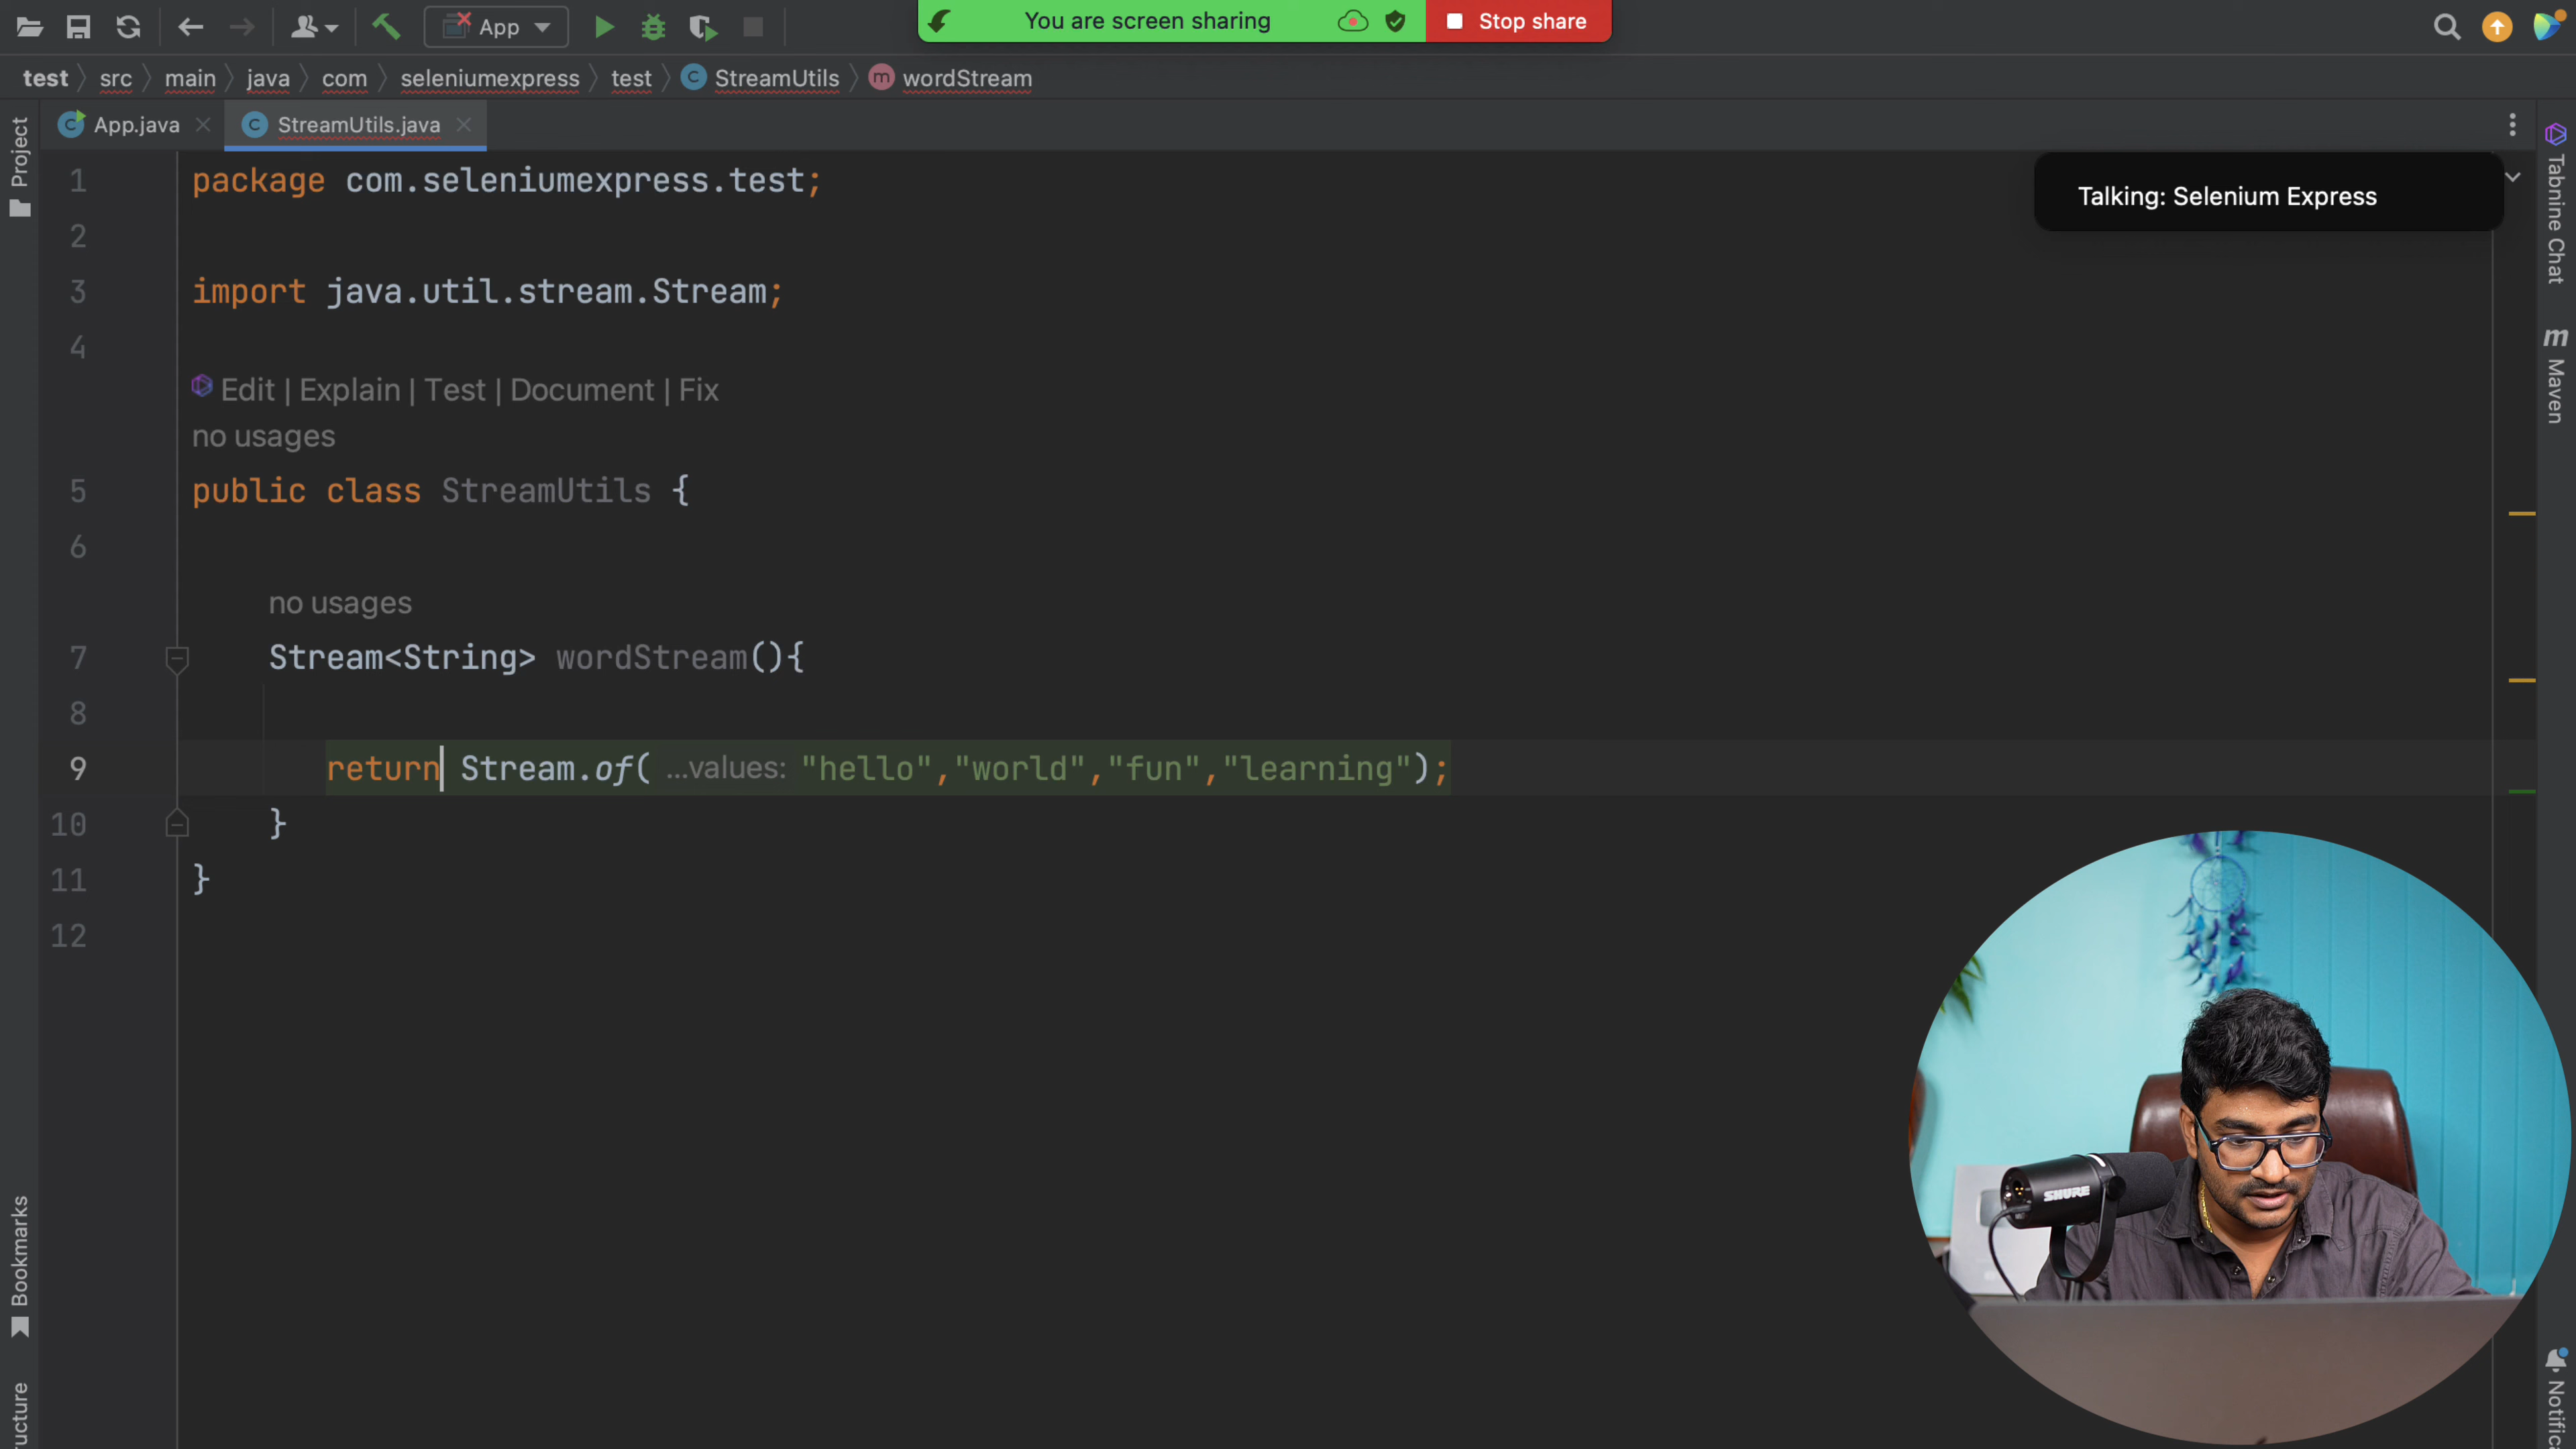 App
You are screen sharing
Stop share
test
src
main
java
com
seleniumexpress
test
StreamUtils
wordStream
Project
App.java
StreamUtils.java
Talking: Selenium Express
Tabnine Chat
Maven
1 package com.seleniumexpress.test;
2
3 import java.util.stream.Stream;
4
Edit | Explain | Test | Document | Fix
no usages
5 public class StreamUtils {
6
no usages
7 Stream<String> wordStream(){
8
9 return Stream.of( ...values: "hello","world","fun","learning");
10 }
11 }
12
SHURE
Bookmarks
ucture
Notific